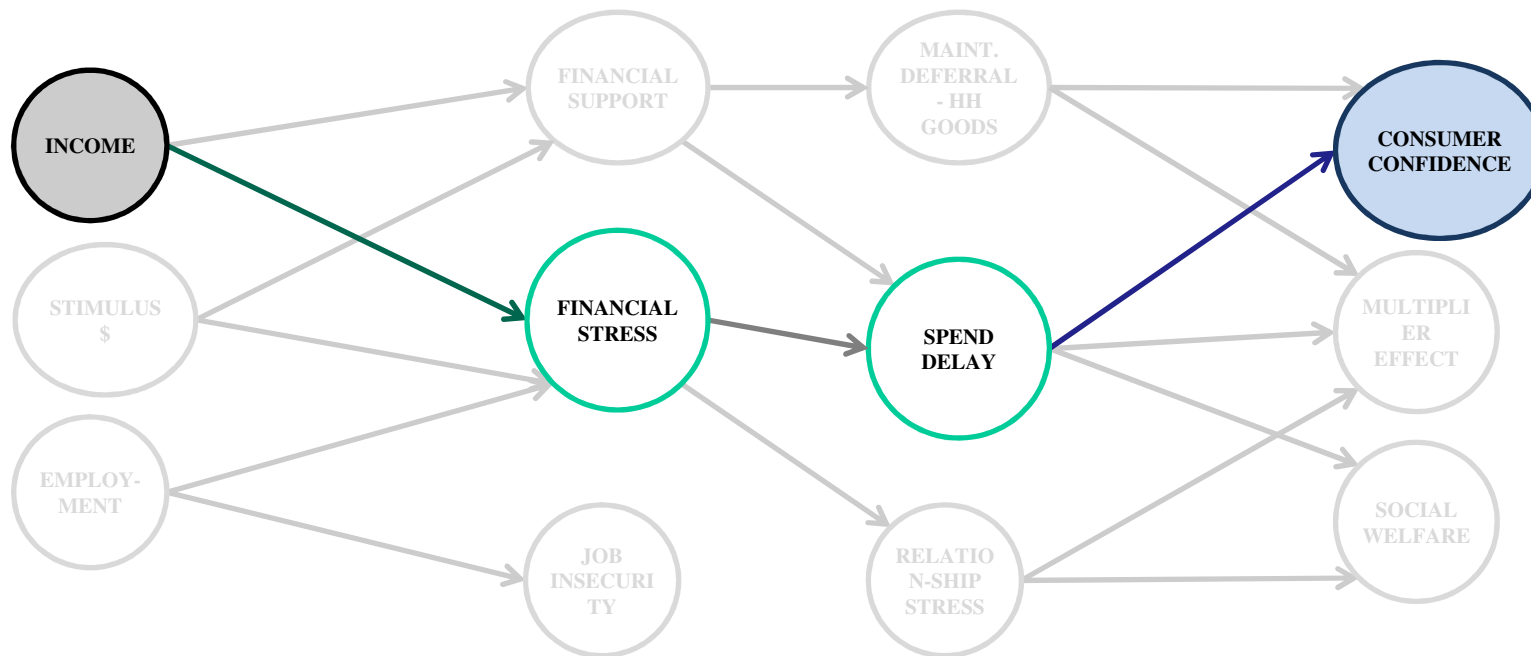 INCOME
STIMULUS
$
EMPLOY-
MENT
FINANCIAL
SUPPORT
FINANCIAL
STRESS
JOB
INSECURI
TY
MAINT.
DEFERRAL
- HH
GOODS
SPEND
DELAY
RELATIO
N-SHIP
STRESS
CONSUMER
CONFIDENCE
MULTIPLI
ER
EFFECT
SOCIAL
WELFARE